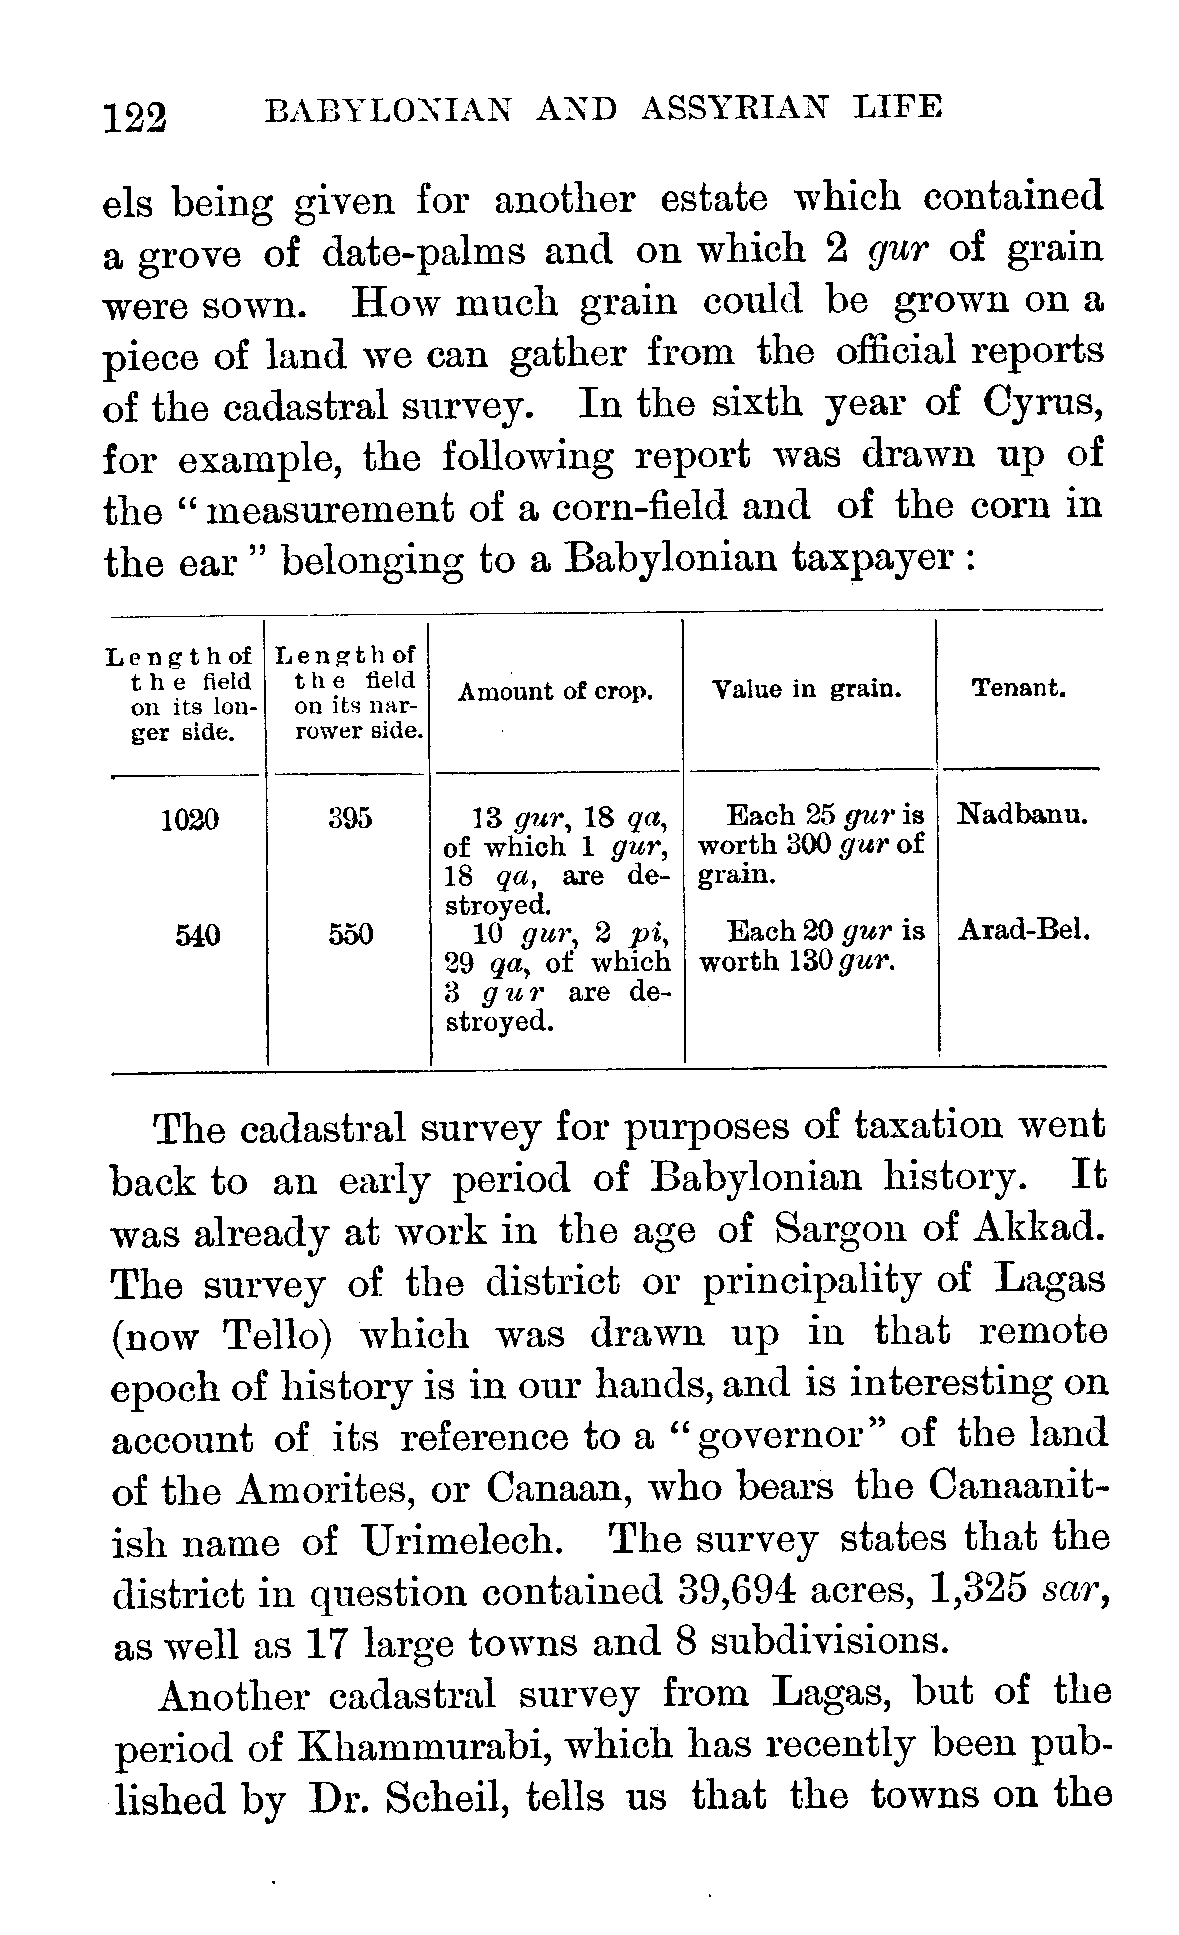 122 BABYLONIAN AND ASSYRIAN LIFE
els being given for another estate which contained
a grove of date-palms and on which 2 gur of grain
were sown. How much grain could be grown on a
piece of land we can gather from the official reports
of the cadastral survey. In the sixth year of Cyrus,
for example, the following report was drawn up of
the “measurement of a corn-field and of the corn in
the ear” belonging to a Babylonian taxpayer:
Length of
the field
on its lon-
ger side.
Length of
the field
on its nar-
rower side.
Amount of crop.
Value in grain.
Tenant.
1020
395
13 gur, 18 qa,
of which 1 gur,
18 qa, are de-
stroyed.
Each 25 gur is
worth 300 gur of
grain.
Nadbanu.
540
550
10 gur, 2 pi,
29 qa, of which
3 gur are de-
stroyed.
Each 20 gur is
worth 130 gur.
Arad-Bel.
The cadastral survey for purposes of taxation went
back to an early period of Babylonian history. It
was already at work in the age of Sargon of Akkad.
The survey of the district or principality of Lagas
(now Tello) which was drawn up in that remote
epoch of history is in our hands, and is interesting on
account of its reference to a “governor” of the land
of the Amorites, or Canaan, who bears the Canaanit-
ish name of Urimelech. The survey states that the
district in question contained 39,694 acres, 1,325 sar,
as well as 17 large towns and 8 subdivisions.
Another cadastral survey from Lagas, but of the
period of Khammurabi, which has recently been pub-
lished by Dr. Scheil, tells us that the towns on the